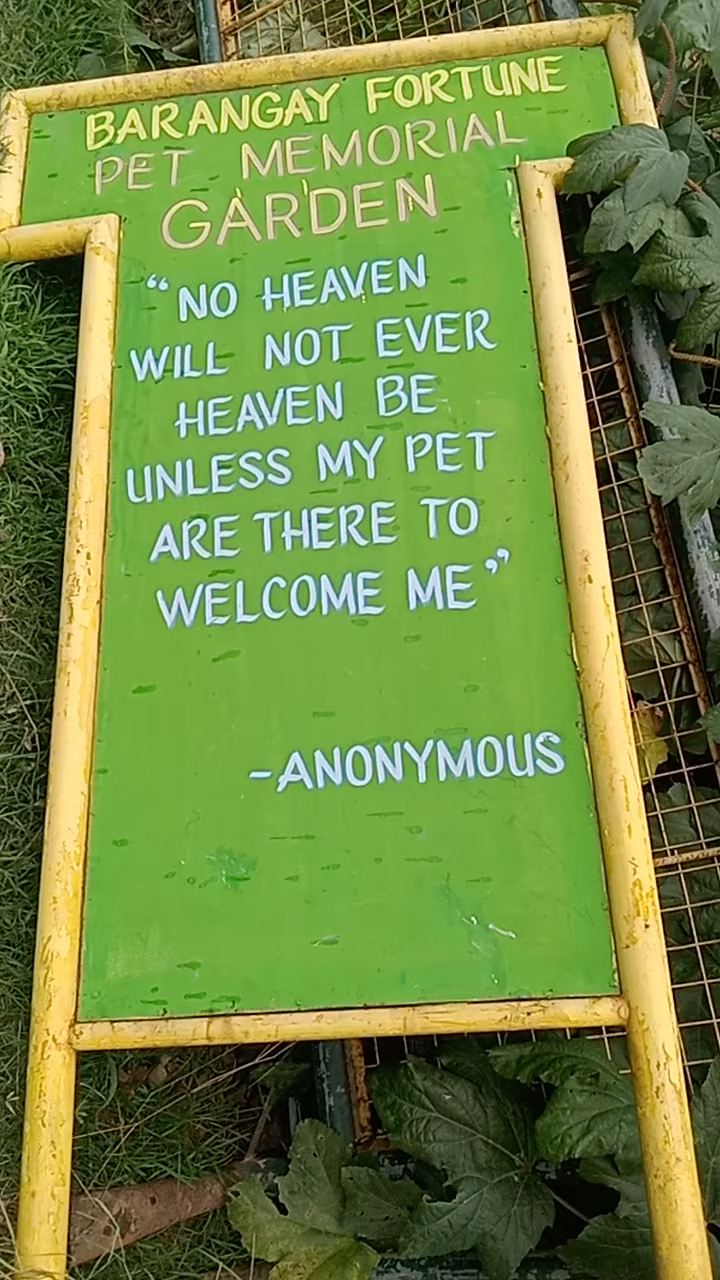 BARANGAY FORTUNE
PET MEMORIAL
GARDEN
“NO HEAVEN
WILL NOT EVER
HEAVEN BE
UNLESS MY PET
ARE THERE TO
WELCOME ME”
-ANONYMOUS